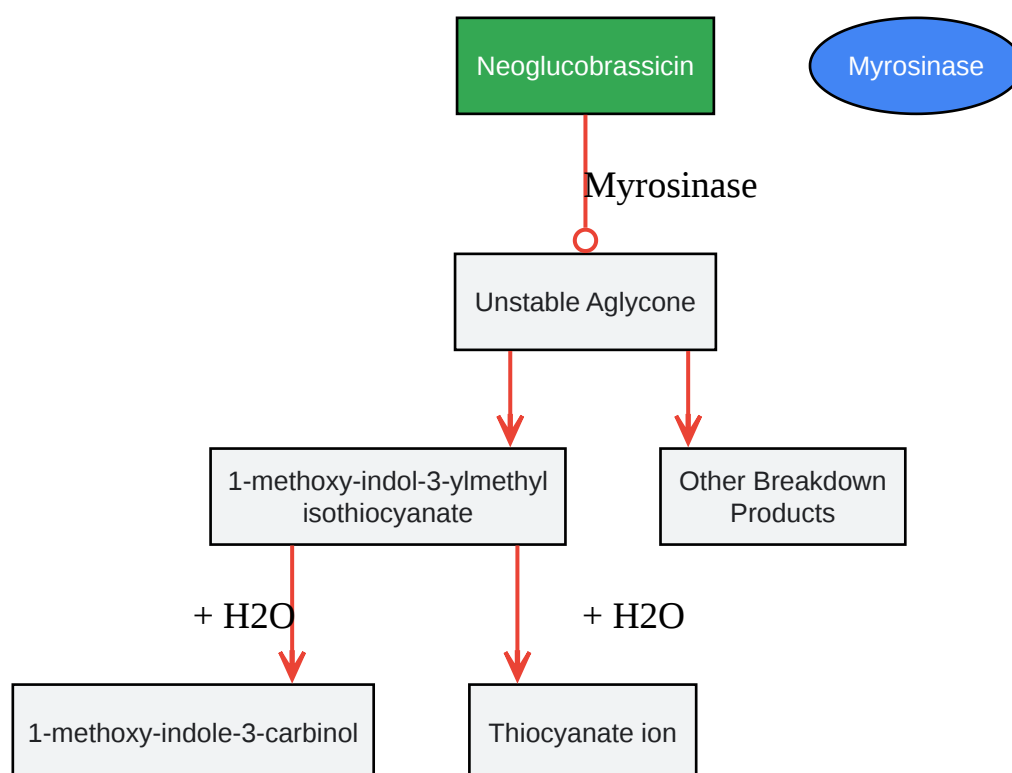 Neoglucobrassicin
Myrosinase
Myrosinase
Unstable Aglycone
1-methoxy-indol-3-ylmethyl
isothiocyanate
Other Breakdown
Products
+ H2O
+ H2O
1-methoxy-indole-3-carbinol
Thiocyanate ion